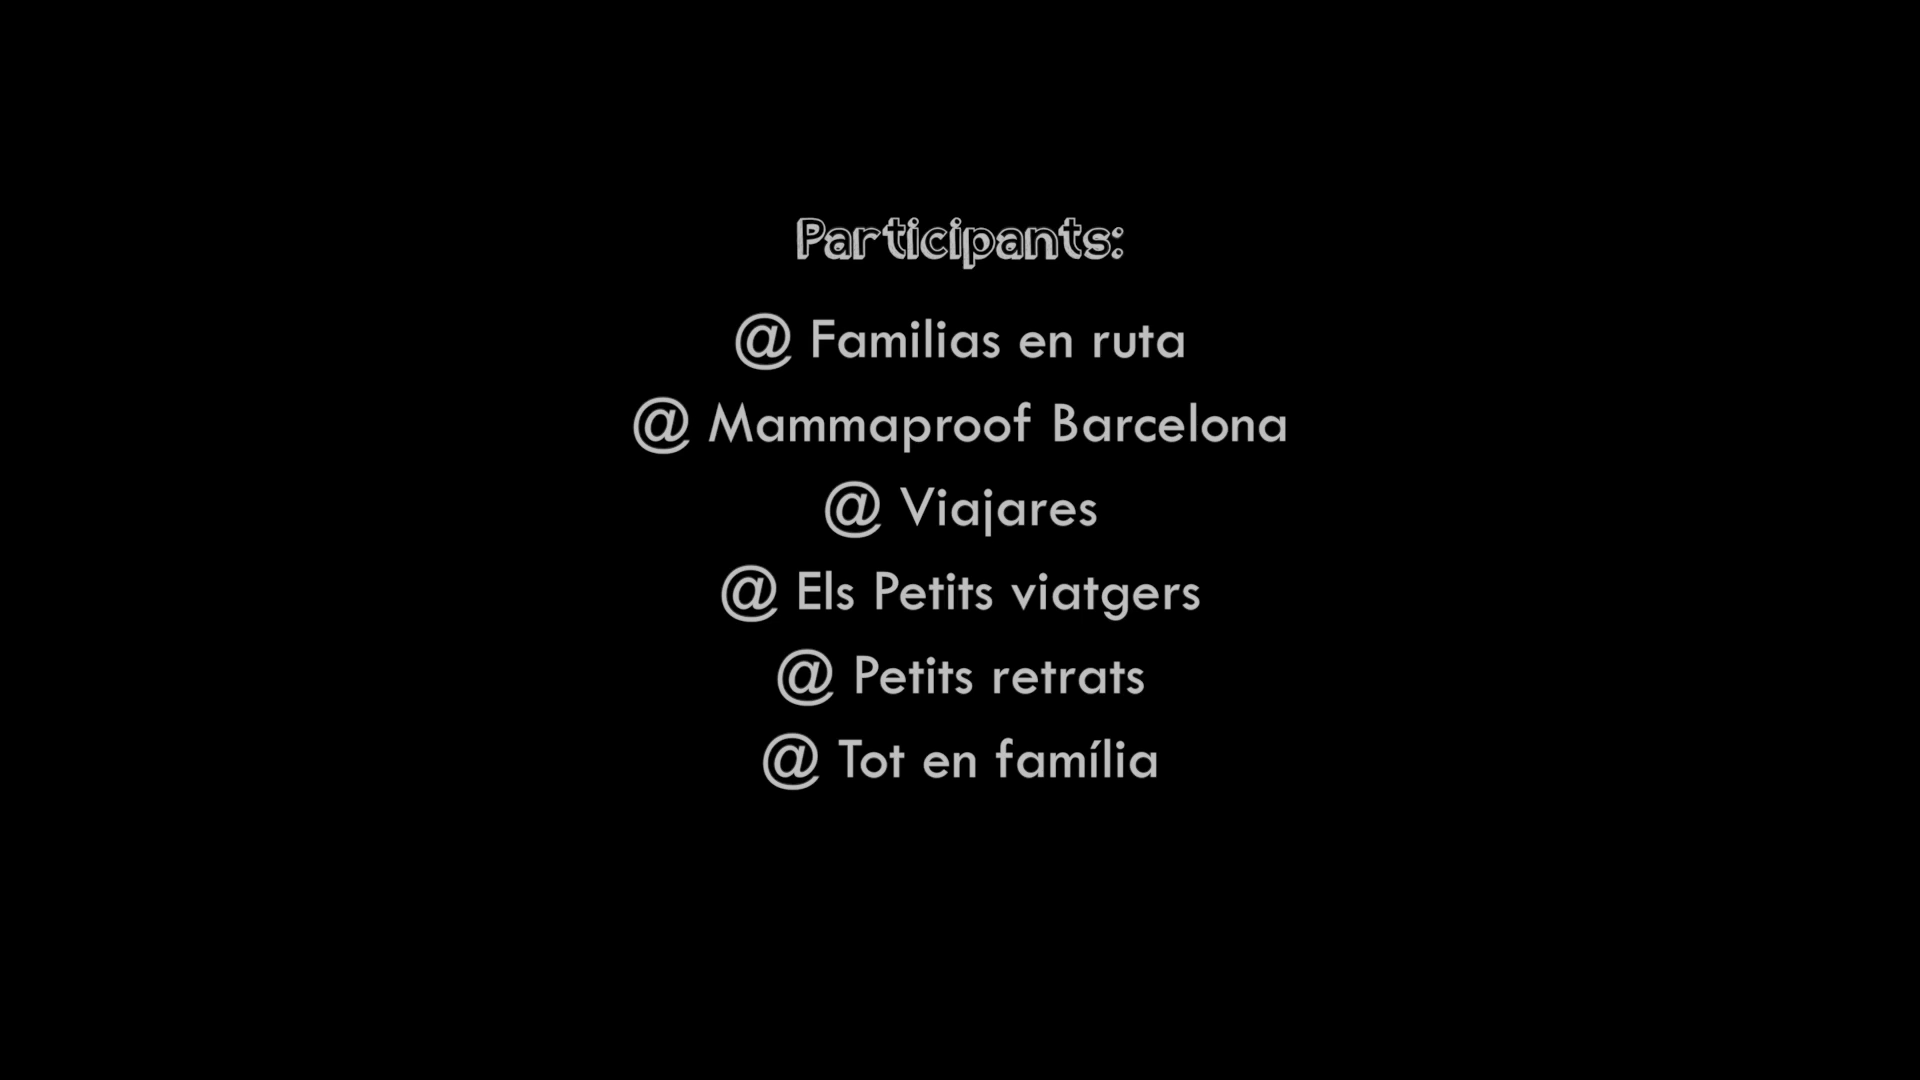 Participants:
@ Familias en ruta
@ Mammaproof Barcelona
@ Viajares
@ Els Petits viatgers
@ Petits retrats
@ Tot en família